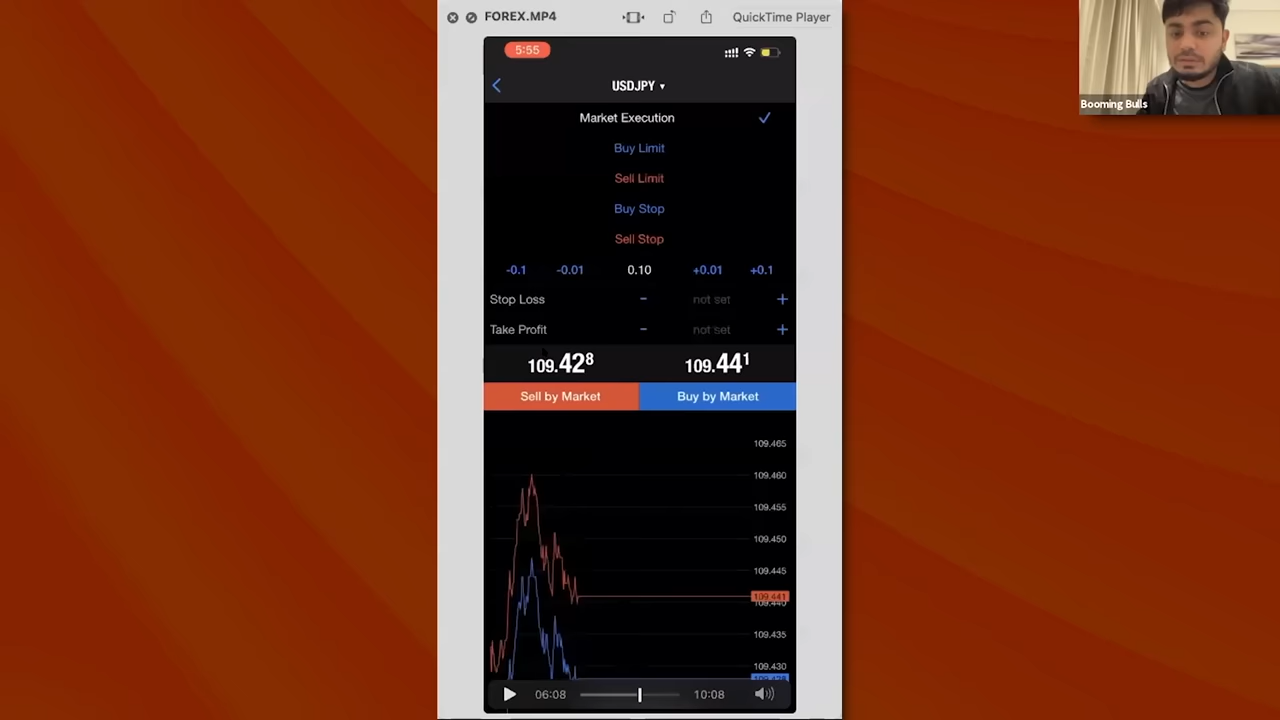 FOREX.MP4
QuickTime Player
Booming Bulls
5:55
USDJPY
Market Execution
Buy Limit
Sell Limit
Buy Stop
Sell Stop
-0.1 -0.01 0.10 +0.01 +0.1
Stop Loss - not set +
Take Profit - not set +
109.428 109.441
Sell by Market Buy by Market
109.465
109.460
109.455
109.450
109.445
109.441
109.440
109.435
109.430
06:08 10:08